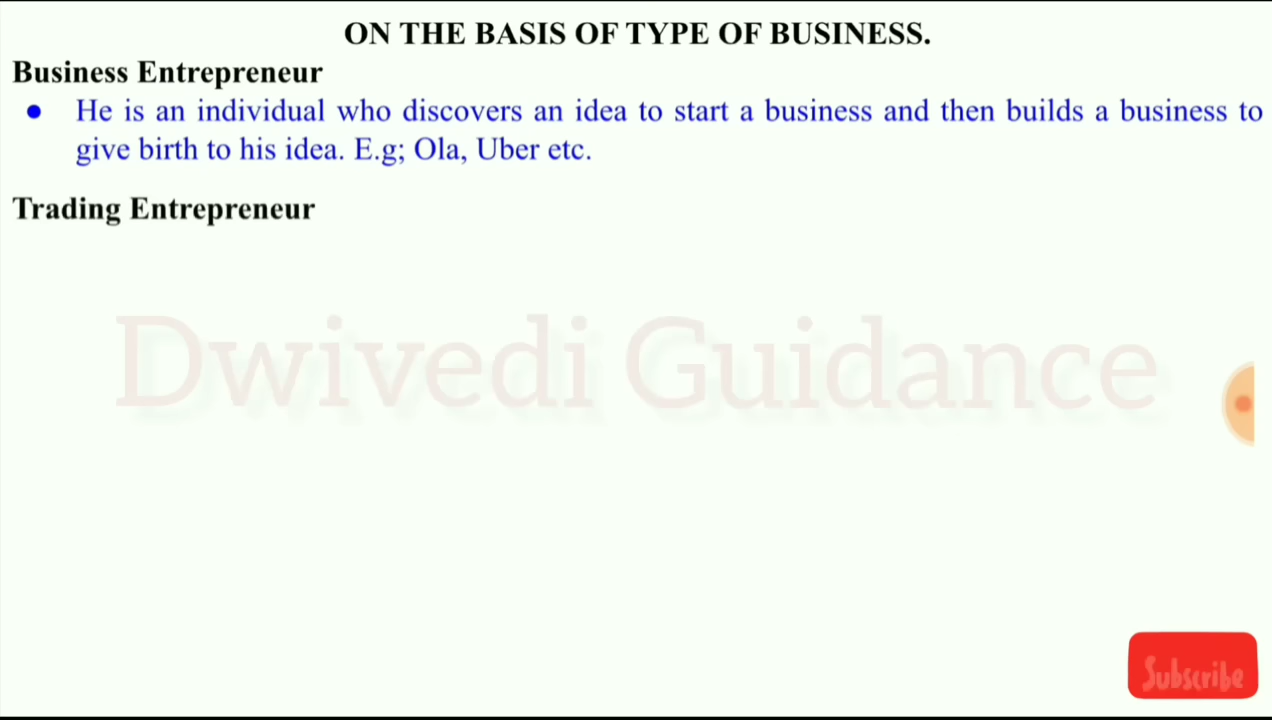 ON THE BASIS OF TYPE OF BUSINESS.
Business Entrepreneur
● He is an individual who discovers an idea to start a business and then builds a business to
give birth to his idea. E.g; Ola, Uber etc.
Trading Entrepreneur
Dwivedi Guidance
Subscribe